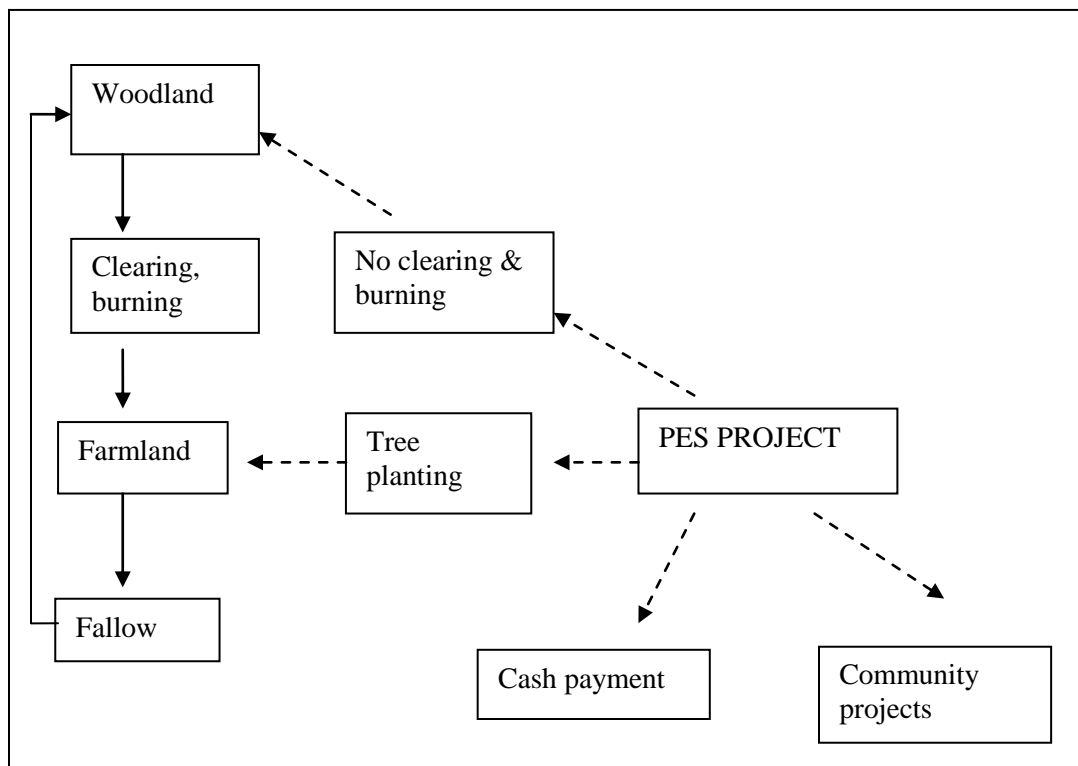 Woodland
Clearing,
burning
No clearing &
burning
Farmland
Tree
planting
PES PROJECT
Fallow
Cash payment
Community
projects